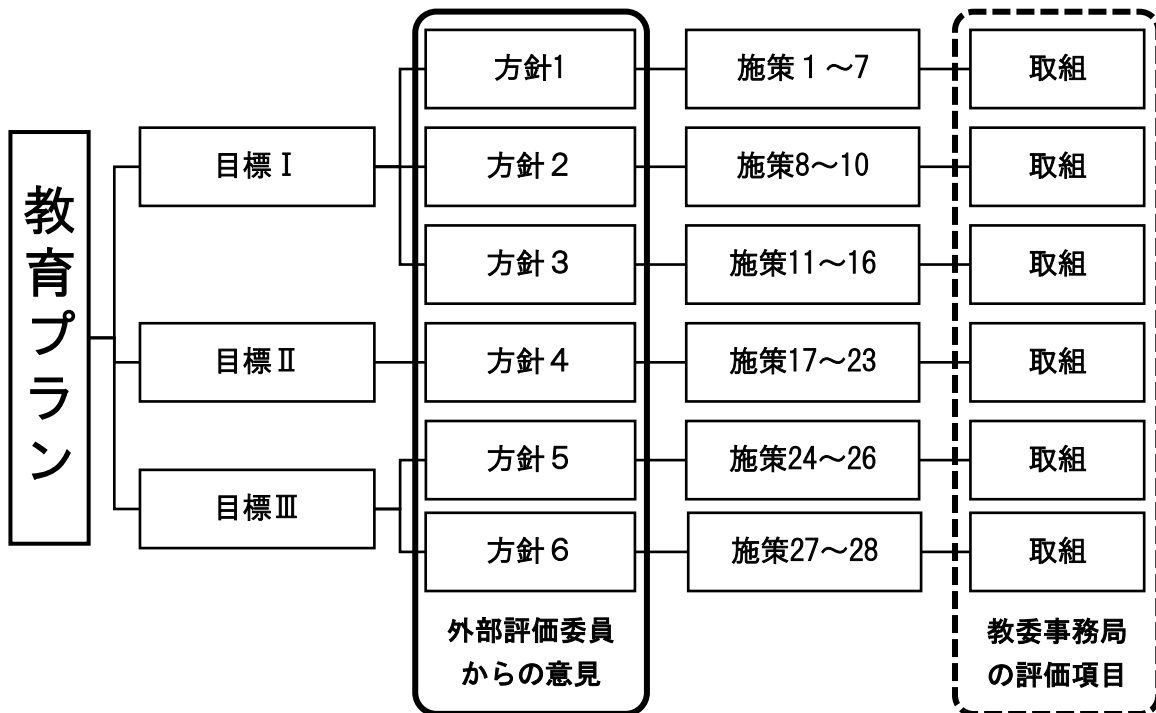 教育プラン
目標Ⅰ
目標Ⅱ
目標Ⅲ
方針1
方針２
方針３
方針４
方針５
方針６
外部評価委員
からの意見
施策１～7
施策8～10
施策11～16
施策17～23
施策24～26
施策27～28
取組
取組
取組
取組
取組
取組
教委事務局
の評価項目